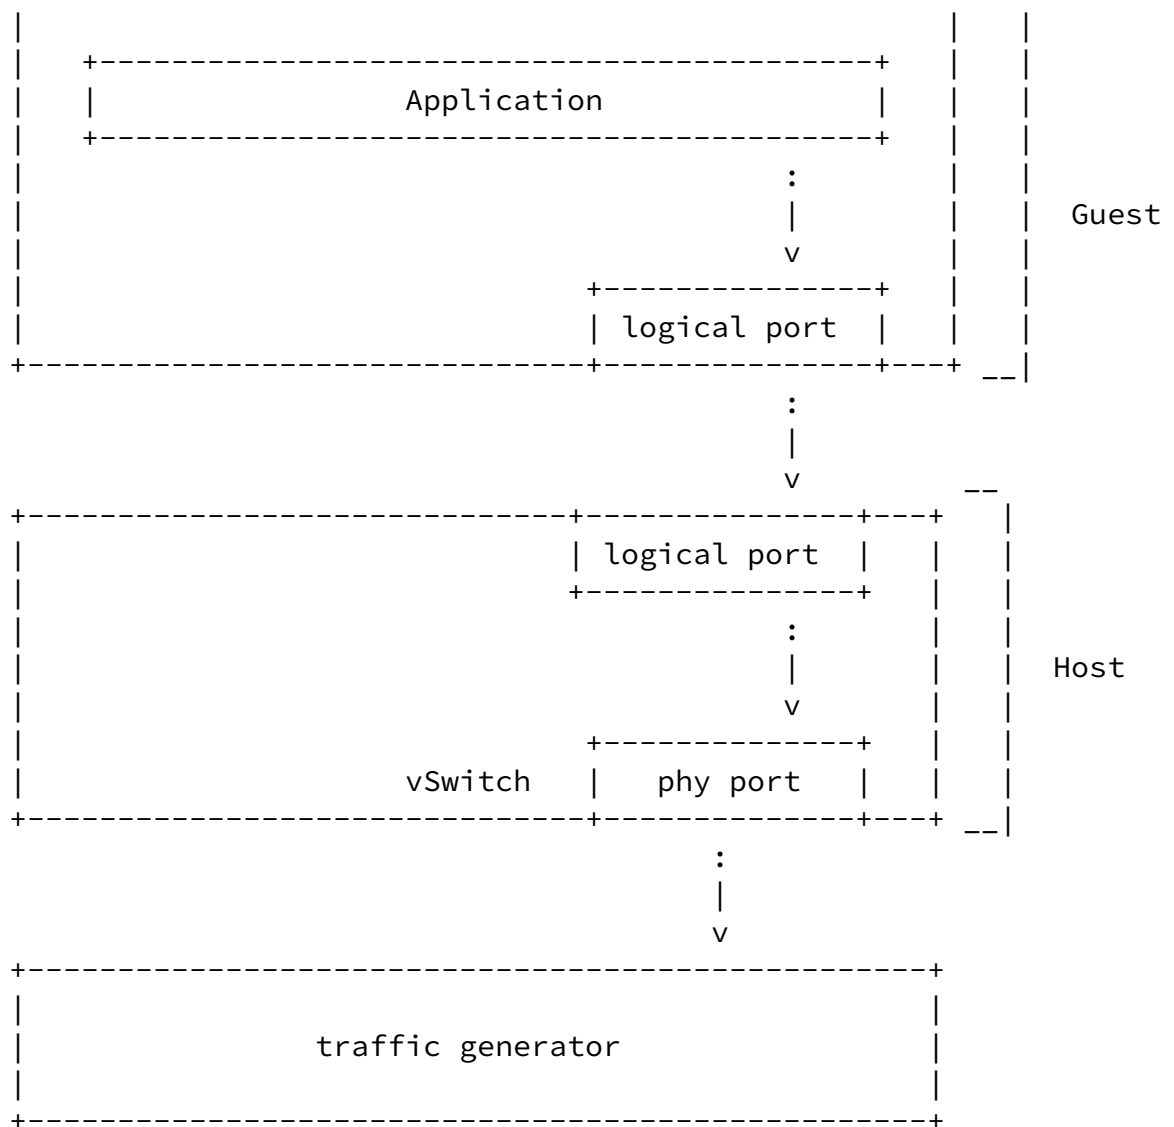 Application
Guest
logical port
logical port
Host
vSwitch phy port
traffic generator